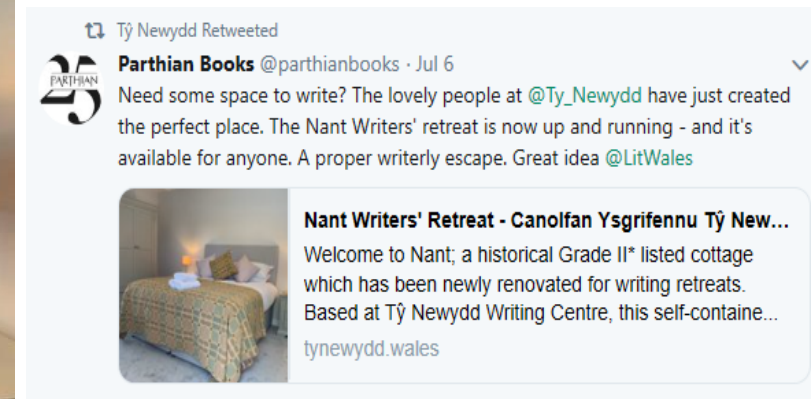 Tŷ Newydd Retweeted
Parthian Books @parthianbooks · Jul 6
PARTHIAN
25
Need some space to write? The lovely people at @Ty_Newydd have just created
the perfect place. The Nant Writers' retreat is now up and running - and it's
available for anyone. A proper writerly escape. Great idea @LitWales
Nant Writers' Retreat - Canolfan Ysgrifennu Tŷ New...
Welcome to Nant; a historical Grade II* listed cottage
which has been newly renovated for writing retreats.
Based at Tŷ Newydd Writing Centre, this self-containe...
tynewydd.wales